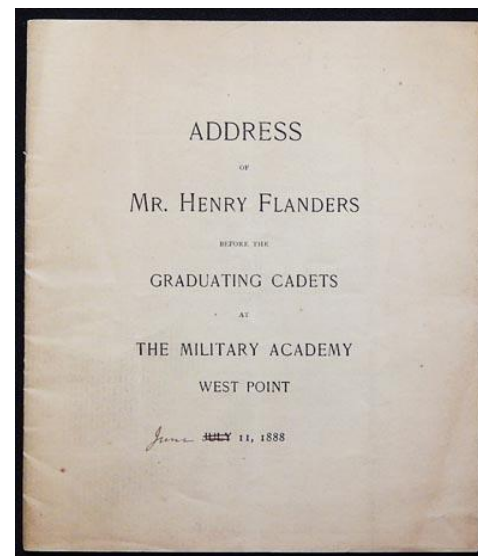 ADDRESS
OF
MR. HENRY FLANDERS
BEFORE THE
GRADUATING CADETS
AT
THE MILITARY ACADEMY
WEST POINT
June JULY 11, 1888